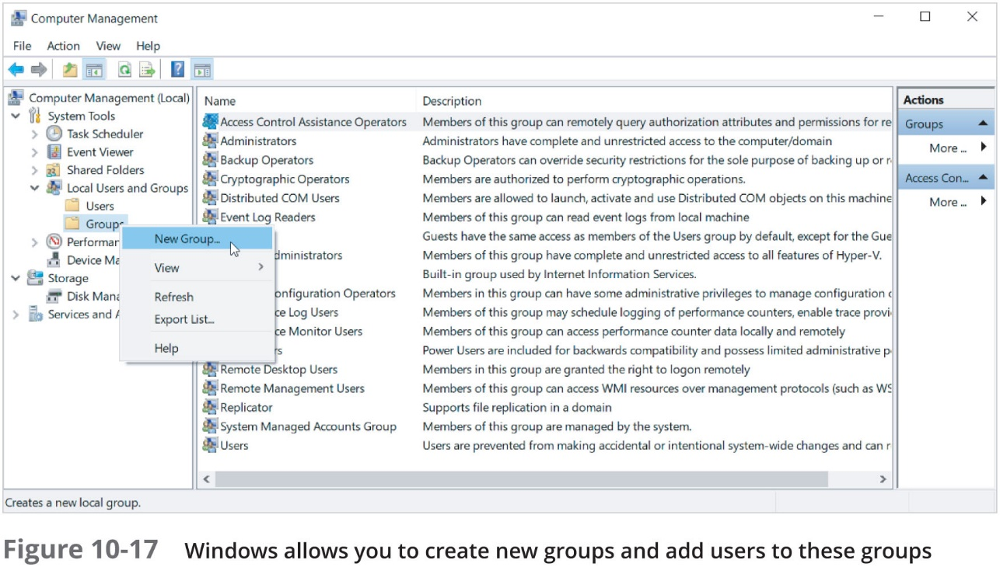 Computer Management
File Action View Help
Computer Management (Local)
System Tools
Task Scheduler
Event Viewer
Shared Folders
Local Users and Groups
Users
Groups
Performan
Device Ma
Storage
Disk Mana
Services and A
New Group...
View
Refresh
Export List...
Help
Name Description
Access Control Assistance Operators Members of this group can remotely query authorization attributes and permissions for re
Administrators Administrators have complete and unrestricted access to the computer/domain
Backup Operators Backup Operators can override security restrictions for the sole purpose of backing up or r
Cryptographic Operators Members are authorized to perform cryptographic operations.
Distributed COM Users Members are allowed to launch, activate and use Distributed COM objects on this machine
Event Log Readers Members of this group can read event logs from local machine
Guests have the same access as members of the Users group by default, except for the Gue
dministrators Members of this group have complete and unrestricted access to all features of Hyper-V.
Built-in group used by Internet Information Services.
onfiguration Operators Members in this group can have some administrative privileges to manage configuration o
ce Log Users Members of this group may schedule logging of performance counters, enable trace provi
ce Monitor Users Members of this group can access performance counter data locally and remotely
rs Power Users are included for backwards compatibility and possess limited administrative p
Remote Desktop Users Members in this group are granted the right to logon remotely
Remote Management Users Members of this group can access WMI resources over management protocols (such as WS
Replicator Supports file replication in a domain
System Managed Accounts Group Members of this group are managed by the system.
Users Users are prevented from making accidental or intentional system-wide changes and can r
Actions
Groups
More ...
Access Con...
More ...
Creates a new local group.
Figure 10-17 Windows allows you to create new groups and add users to these groups